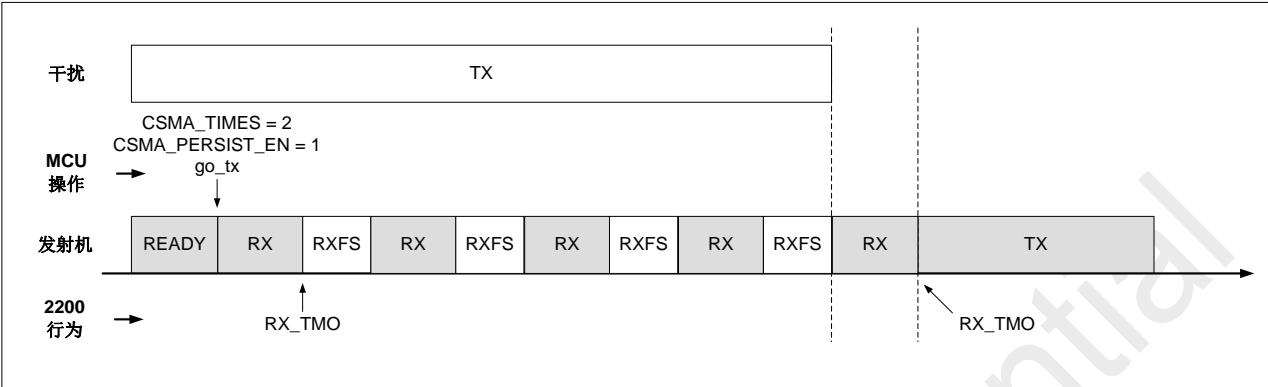 干扰
TX
CSMA_TIMES = 2
CSMA_PERSIST_EN = 1
go_tx
MCU
操作
发射机
READY
RX
RXFS
RX
RXFS
RX
RXFS
RX
RXFS
RX
TX
2200
行为
RX_TMO
RX_TMO
ential